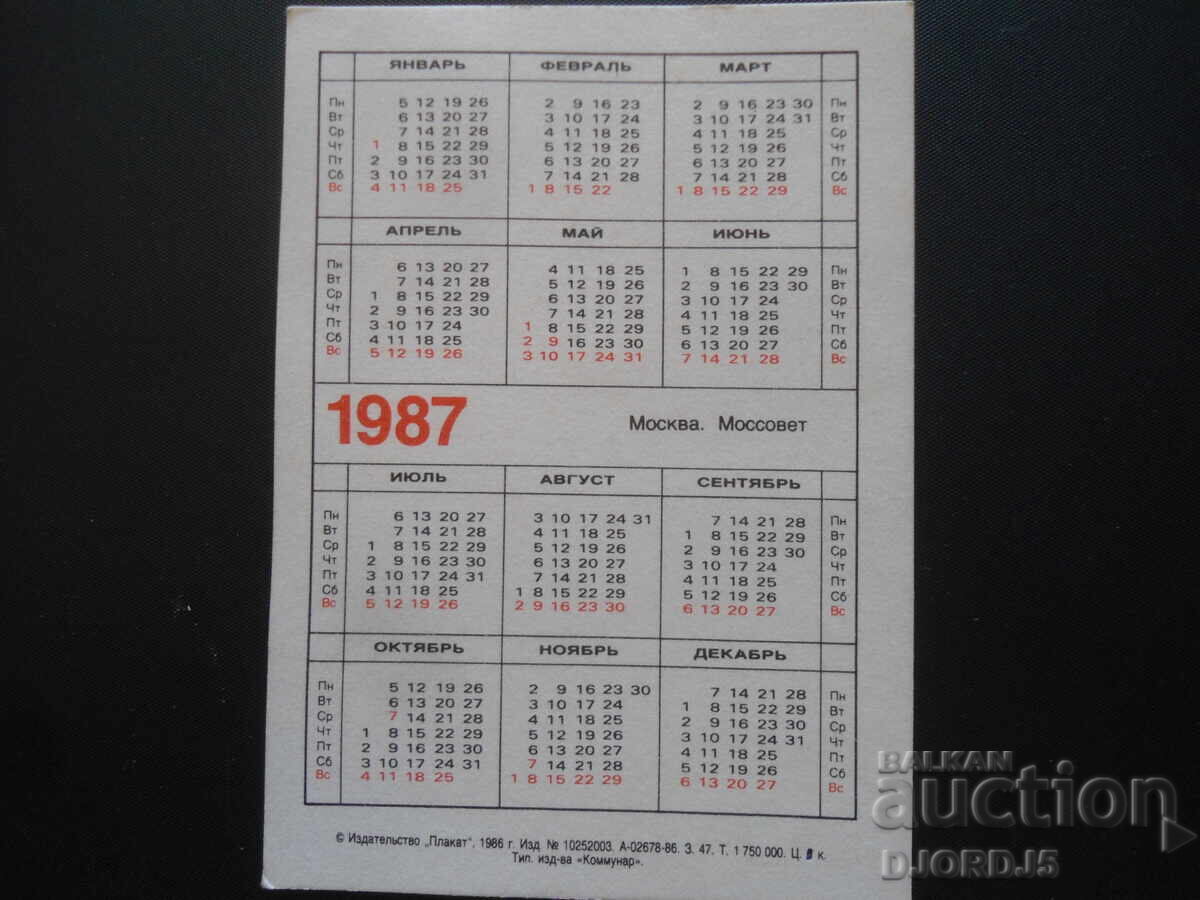 ЯНВАРЬ ФЕВРАЛЬ МАРТ
Пн 5 12 19 26 2 9 16 23 2 9 16 23 30 Пн
Вт 6 13 20 27 3 10 17 24 3 10 17 24 31 Вт
Ср 7 14 21 28 4 11 18 25 4 11 18 25 Ср
Чт 1 8 15 22 29 5 12 19 26 5 12 19 26 Чт
Пт 2 9 16 23 30 6 13 20 27 6 13 20 27 Пт
Сб 3 10 17 24 31 7 14 21 28 7 14 21 28 Сб
Вс 4 11 18 25 1 8 15 22 1 8 15 22 29 Вс
АПРЕЛЬ МАЙ ИЮНЬ
Пн 6 13 20 27 4 11 18 25 1 8 15 22 29 Пн
Вт 7 14 21 28 5 12 19 26 2 9 16 23 30 Вт
Ср 1 8 15 22 29 6 13 20 27 3 10 17 24 Ср
Чт 2 9 16 23 30 7 14 21 28 4 11 18 25 Чт
Пт 3 10 17 24 1 8 15 22 29 5 12 19 26 Пт
Сб 4 11 18 25 2 9 16 23 30 6 13 20 27 Сб
Вс 5 12 19 26 3 10 17 24 31 7 14 21 28 Вс
1987 Москва. Моссовет
ИЮЛЬ АВГУСТ СЕНТЯБРЬ
Пн 6 13 20 27 3 10 17 24 31 7 14 21 28 Пн
Вт 7 14 21 28 4 11 18 25 1 8 15 22 29 Вт
Ср 1 8 15 22 29 5 12 19 26 2 9 16 23 30 Ср
Чт 2 9 16 23 30 6 13 20 27 3 10 17 24 Чт
Пт 3 10 17 24 31 7 14 21 28 4 11 18 25 Пт
Сб 4 11 18 25 1 8 15 22 29 5 12 19 26 Сб
Вс 5 12 19 26 2 9 16 23 30 6 13 20 27 Вс
ОКТЯБРЬ НОЯБРЬ ДЕКАБРЬ
Пн 5 12 19 26 2 9 16 23 30 7 14 21 28 Пн
Вт 6 13 20 27 3 10 17 24 1 8 15 22 29 Вт
Ср 7 14 21 28 4 11 18 25 2 9 16 23 30 Ср
Чт 1 8 15 22 29 5 12 19 26 3 10 17 24 31 Чт
Пт 2 9 16 23 30 6 13 20 27 4 11 18 25 Пт
Сб 3 10 17 24 31 7 14 21 28 5 12 19 26 Сб
Вс 4 11 18 25 1 8 15 22 29 6 13 20 27 Вс
© Издательство „Плакат“. 1986 г. Изд. № 10252003. А-02678-86. З. 47. Т. 1 750 000. Ц. к.
Тип. изд-ва «Коммунар».
BALKAN
auction
DJORDJ5